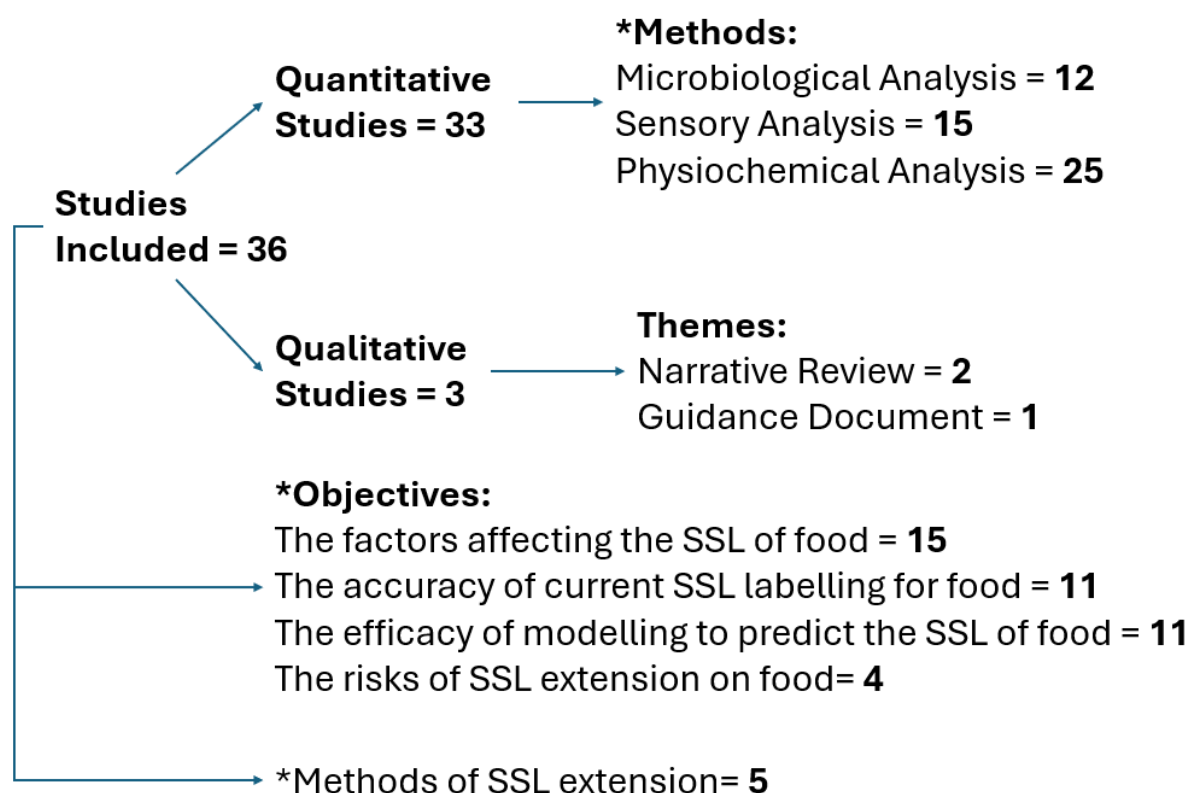 *Methods:
Quantitative
Studies = 33
Microbiological Analysis = 12
Sensory Analysis = 15
Physiochemical Analysis = 25
Studies
Included = 36
Qualitative
Studies = 3
Themes:
Narrative Review = 2
Guidance Document = 1
*Objectives:
The factors affecting the SSL of food = 15
The accuracy of current SSL labelling for food = 11
The efficacy of modelling to predict the SSL of food = 11
The risks of SSL extension on food= 4
*Methods of SSL extension= 5